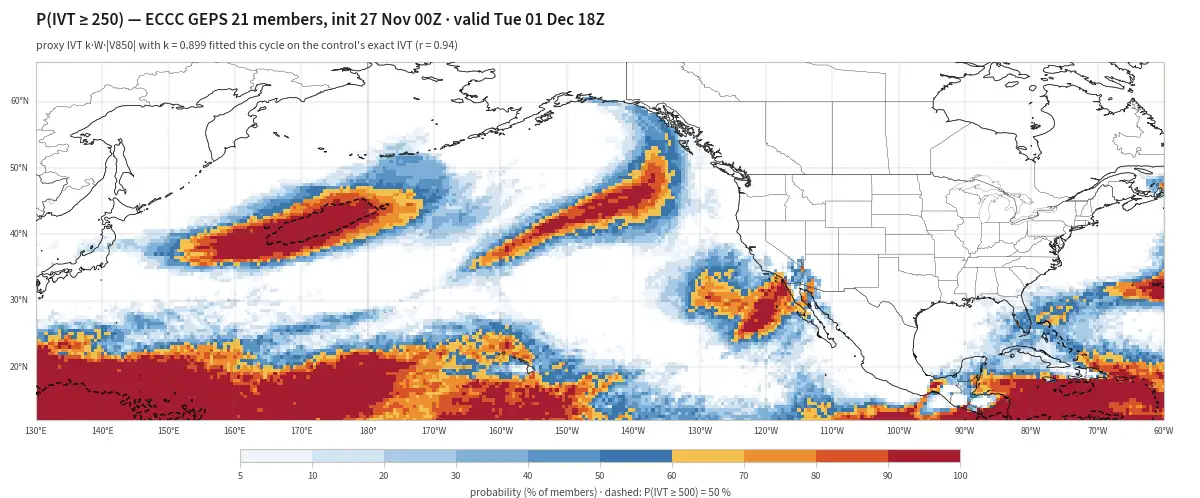 P(IVT ≥ 250) — ECCC GEPS 21 members, init 27 Nov 00Z · valid Tue 01 Dec 18Z
proxy IVT k·W·|V850| with k = 0.899 fitted this cycle on the control's exact IVT (r = 0.94)
60°N
50°N
40°N
30°N
20°N
130°E 140°E 150°E 160°E 170°E 180° 170°W 160°W 150°W 140°W 130°W 120°W 110°W 100°W 90°W 80°W 70°W 60°W
5 10 20 30 40 50 60 70 80 90 100
probability (% of members) · dashed: P(IVT ≥ 500) = 50 %